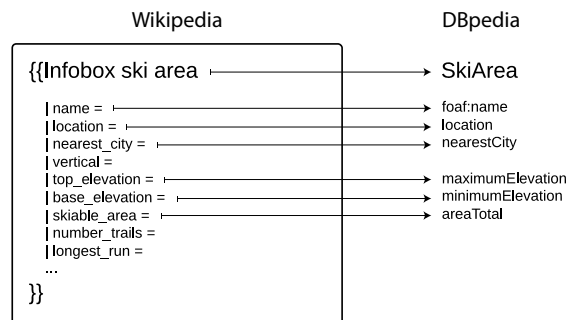 Wikipedia DBpedia
{{Infobox ski area SkiArea
| name = foaf:name
| location = location
| nearest_city = nearestCity
| vertical =
| top_elevation = maximumElevation
| base_elevation = minimumElevation
| skiable_area = areaTotal
| number_trails =
| longest_run =
...
}}